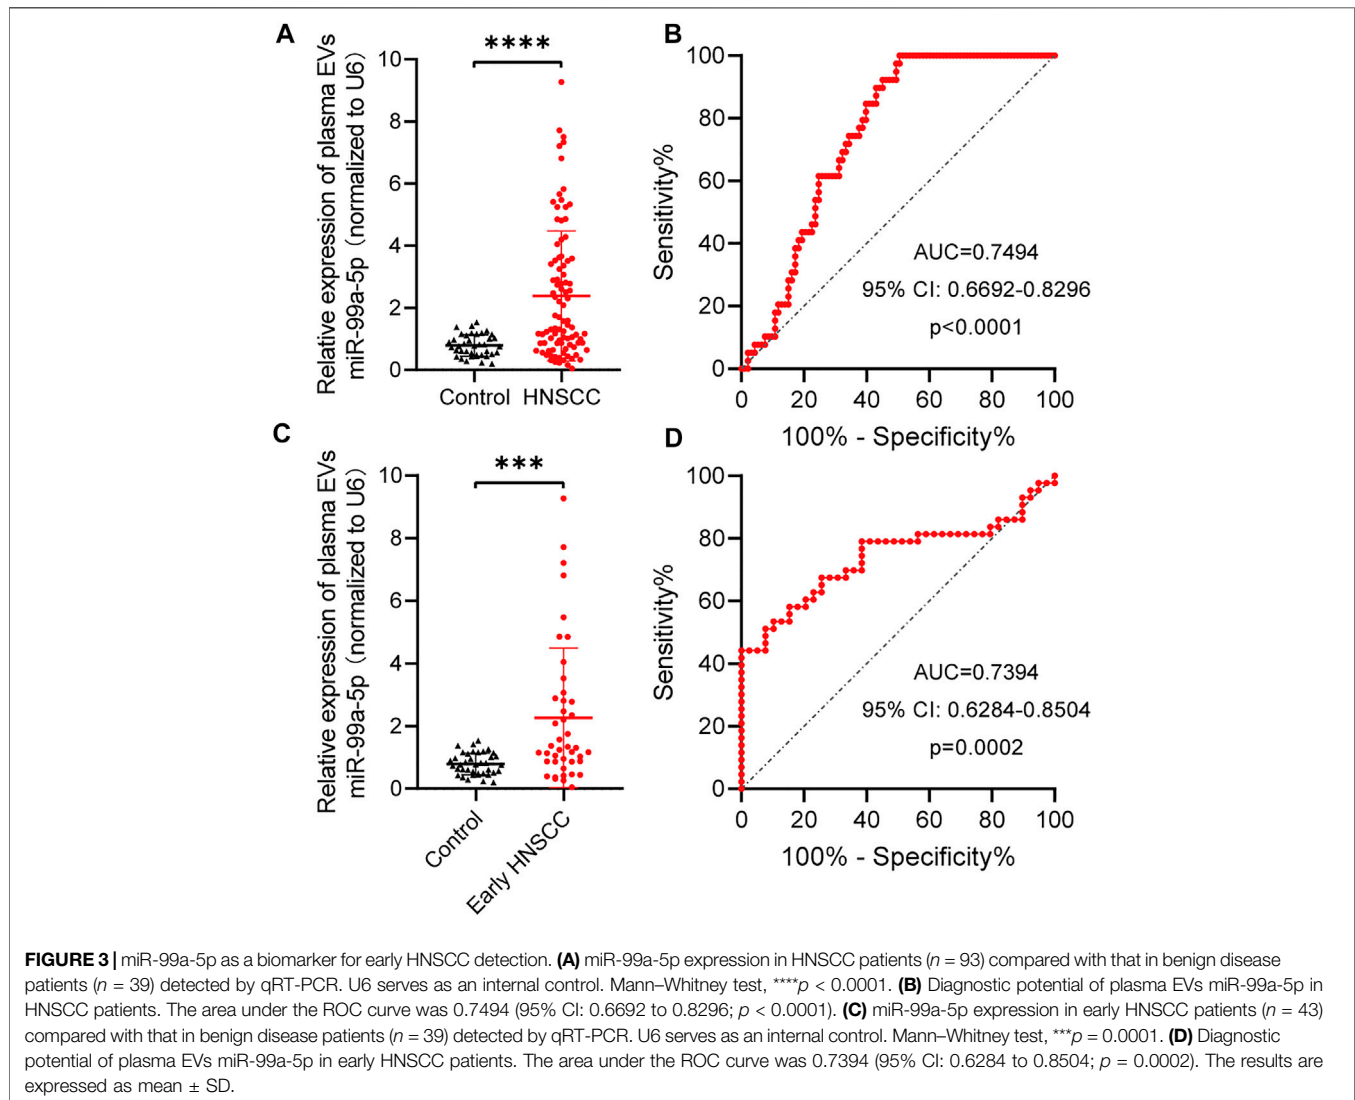 A
Relative expression of plasma EVs
miR-99a-5p (normalized to U6)
10
8
6
4
2
0
****
Control HNSCC
B
Sensitivity%
100
80
60
40
20
0
AUC=0.7494
95% CI: 0.6692-0.8296
p<0.0001
0 20 40 60 80 100
100% - Specificity%
C
Relative expression of plasma EVs
miR-99a-5p (normalized to U6)
10
8
6
4
2
0
***
Control
Early HNSCC
D
Sensitivity%
100
80
60
40
20
0
AUC=0.7394
95% CI: 0.6284-0.8504
p=0.0002
0 20 40 60 80 100
100% - Specificity%
FIGURE 3 | miR-99a-5p as a biomarker for early HNSCC detection. (A) miR-99a-5p expression in HNSCC patients (n = 93) compared with that in benign disease
patients (n = 39) detected by qRT-PCR. U6 serves as an internal control. Mann–Whitney test, ****p < 0.0001. (B) Diagnostic potential of plasma EVs miR-99a-5p in
HNSCC patients. The area under the ROC curve was 0.7494 (95% CI: 0.6692 to 0.8296; p < 0.0001). (C) miR-99a-5p expression in early HNSCC patients (n = 43)
compared with that in benign disease patients (n = 39) detected by qRT-PCR. U6 serves as an internal control. Mann–Whitney test, ***p = 0.0001. (D) Diagnostic
potential of plasma EVs miR-99a-5p in early HNSCC patients. The area under the ROC curve was 0.7394 (95% CI: 0.6284 to 0.8504; p = 0.0002). The results are
expressed as mean ± SD.